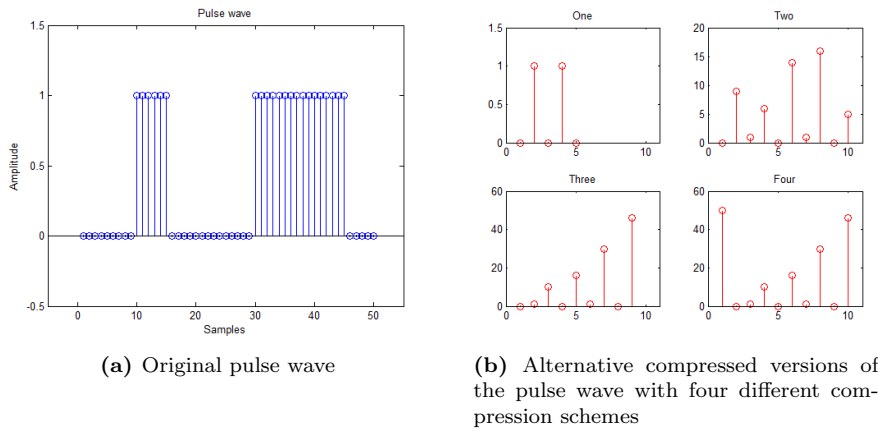 Pulse wave
1.5
1
0.5
0
-0.5
0 10 20 30 40 50
Amplitude
Samples
(a) Original pulse wave
One
1.5
1
0.5
0
0 5 10
Two
20
15
10
5
0
0 5 10
Three
60
40
20
0
0 5 10
Four
60
40
20
0
0 5 10
(b) Alternative compressed versions of
the pulse wave with four different com-
pression schemes